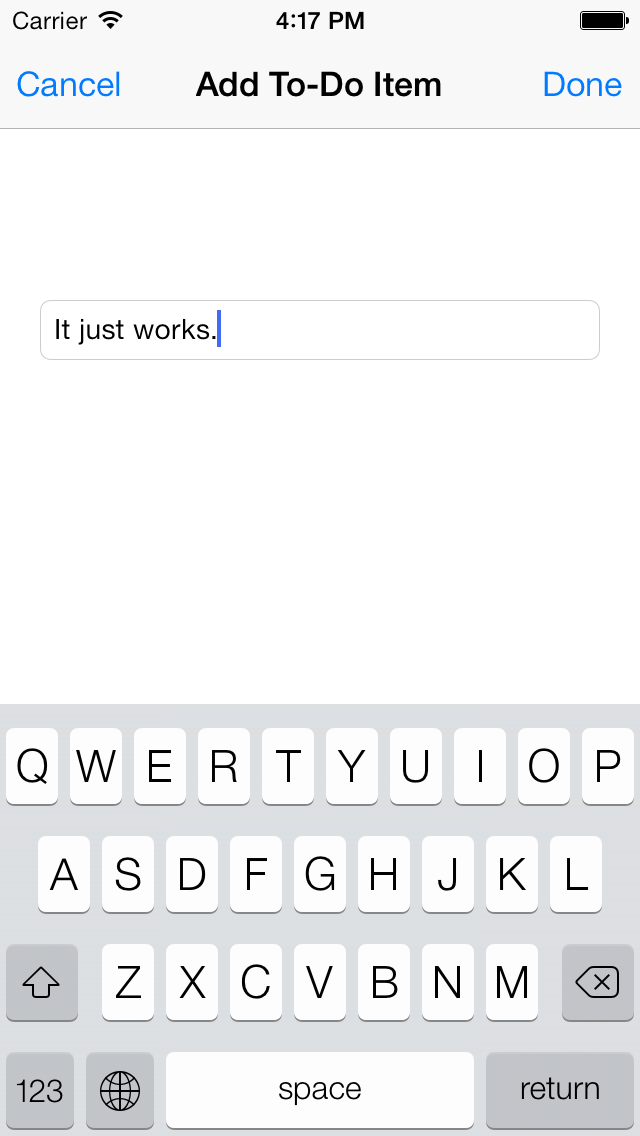 Carrier 4:17 PM
Cancel Add To-Do Item Done
It just works.
Q W E R T Y U I O P
A S D F G H J K L
Z X C V B N M
123 space return